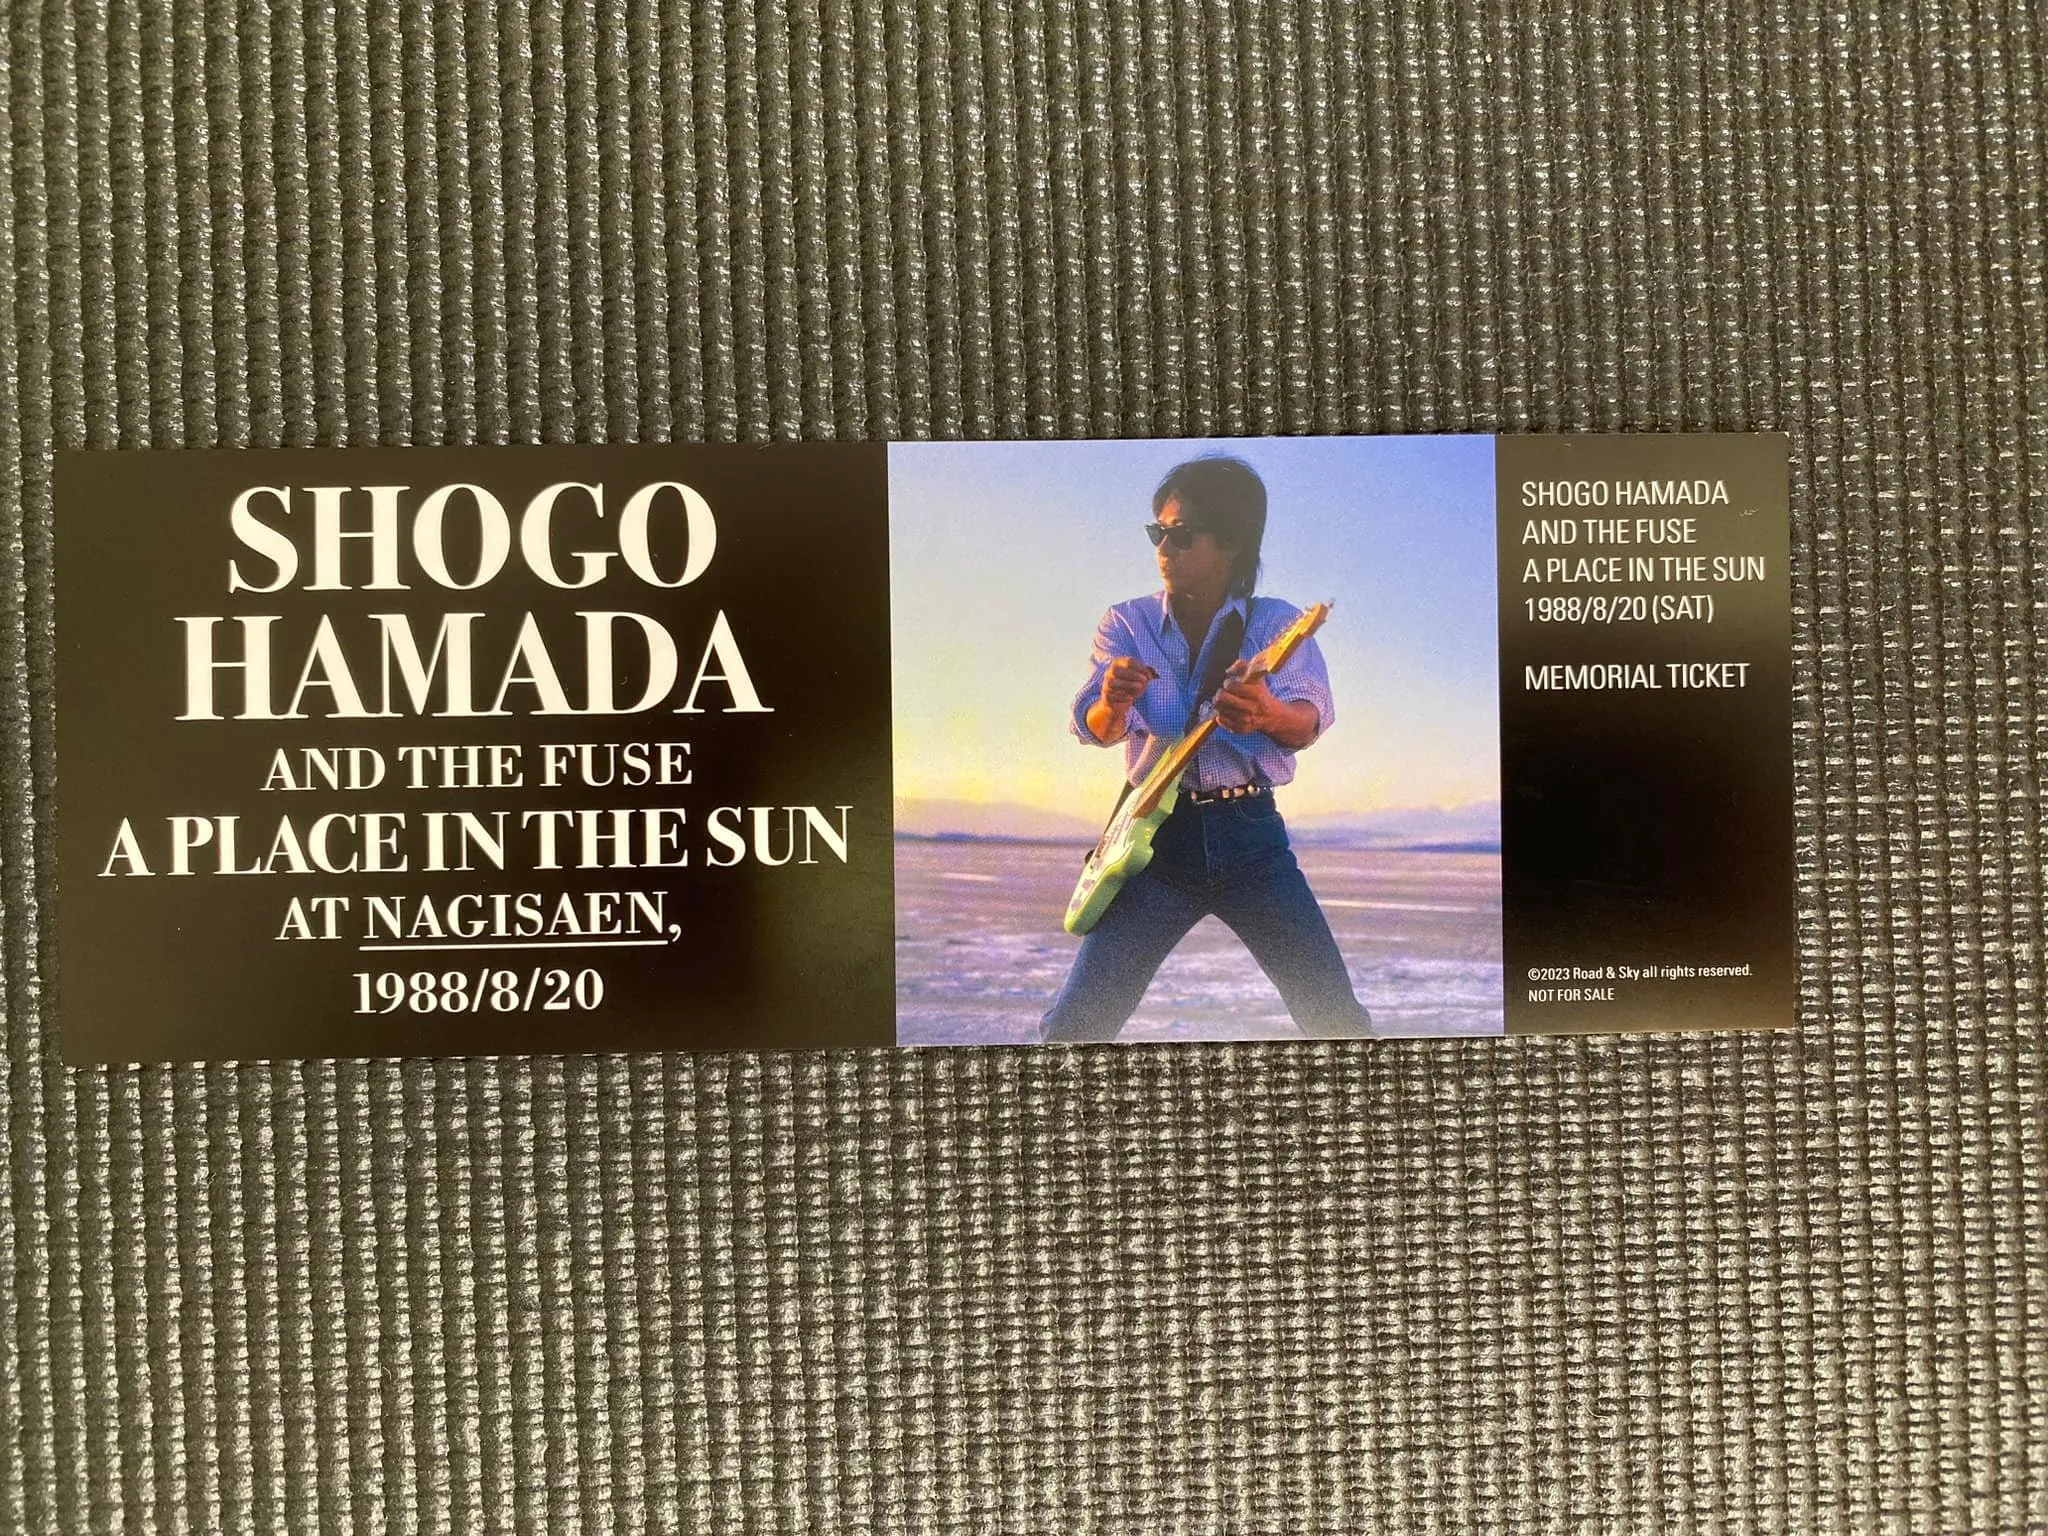 SHOGO
HAMADA
AND THE FUSE
A PLACE IN THE SUN
AT NAGISAEN,
1988/8/20
SHOGO HAMADA
AND THE FUSE
A PLACE IN THE SUN
1988/8/20 (SAT)
MEMORIAL TICKET
©2023 Road & Sky all rights reserved.
NOT FOR SALE